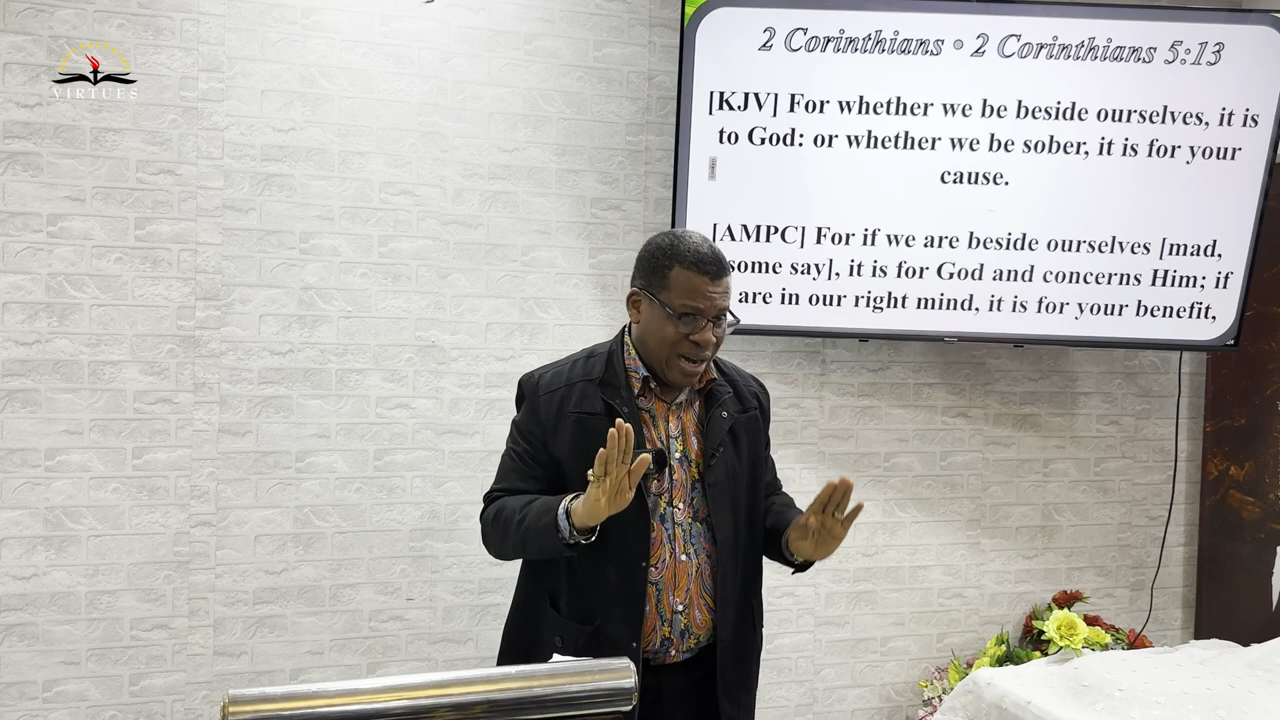 VIRTUES
2 Corinthians • 2 Corinthians 5:13
[KJV] For whether we be beside ourselves, it is
to God: or whether we be sober, it is for your
cause.
[AMPC] For if we are beside ourselves [mad,
some say], it is for God and concerns Him; if
are in our right mind, it is for your benefit,